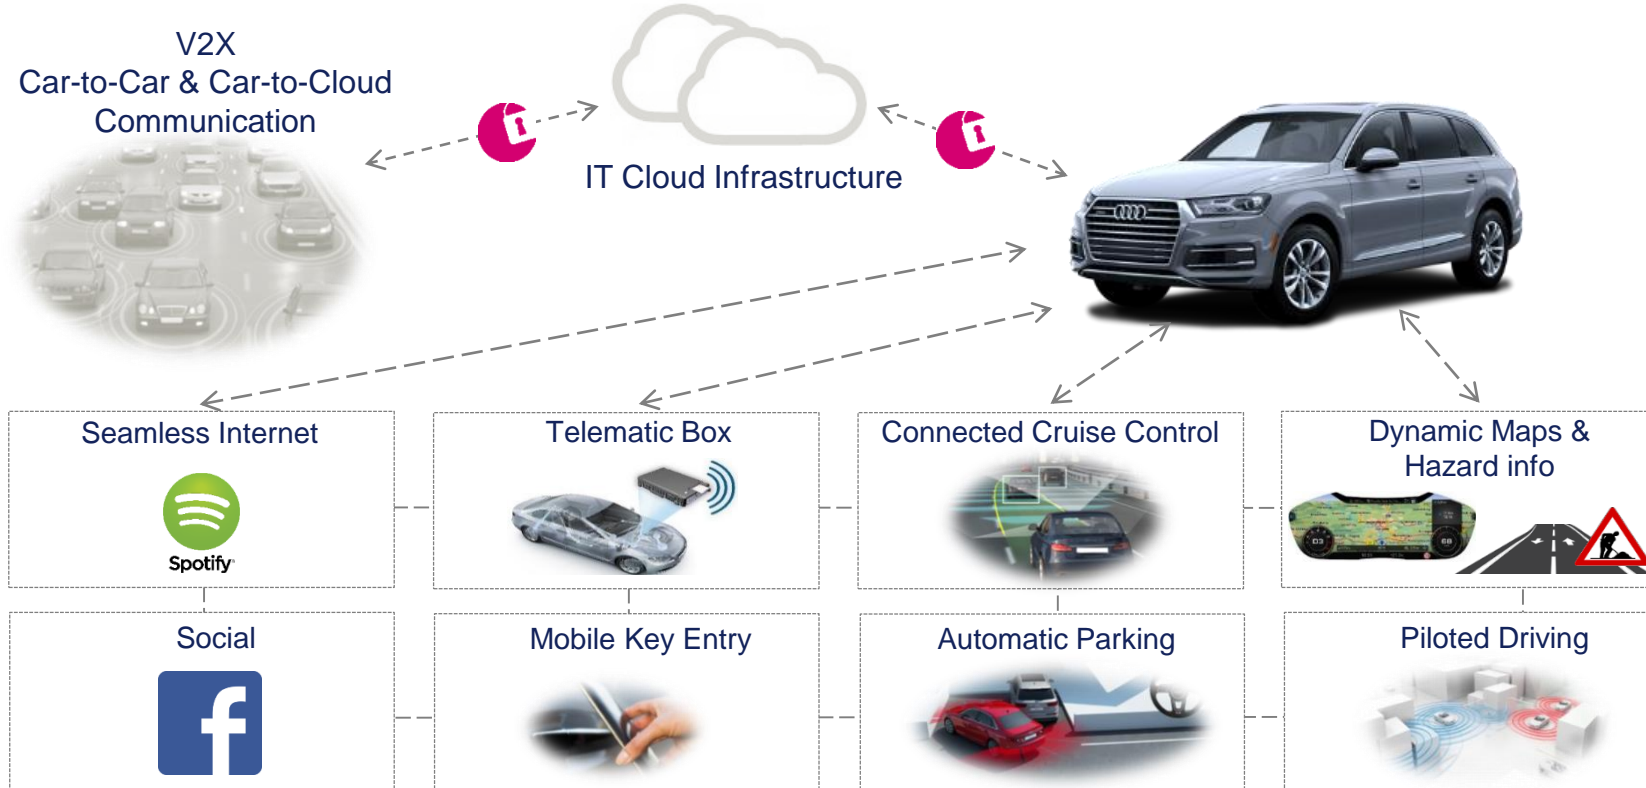 V2X
Car-to-Car & Car-to-Cloud
Communication
IT Cloud Infrastructure
Seamless Internet
Spotify
Telematic Box
Connected Cruise Control
Dynamic Maps &
Hazard info
Social
f
Mobile Key Entry
Automatic Parking
Piloted Driving